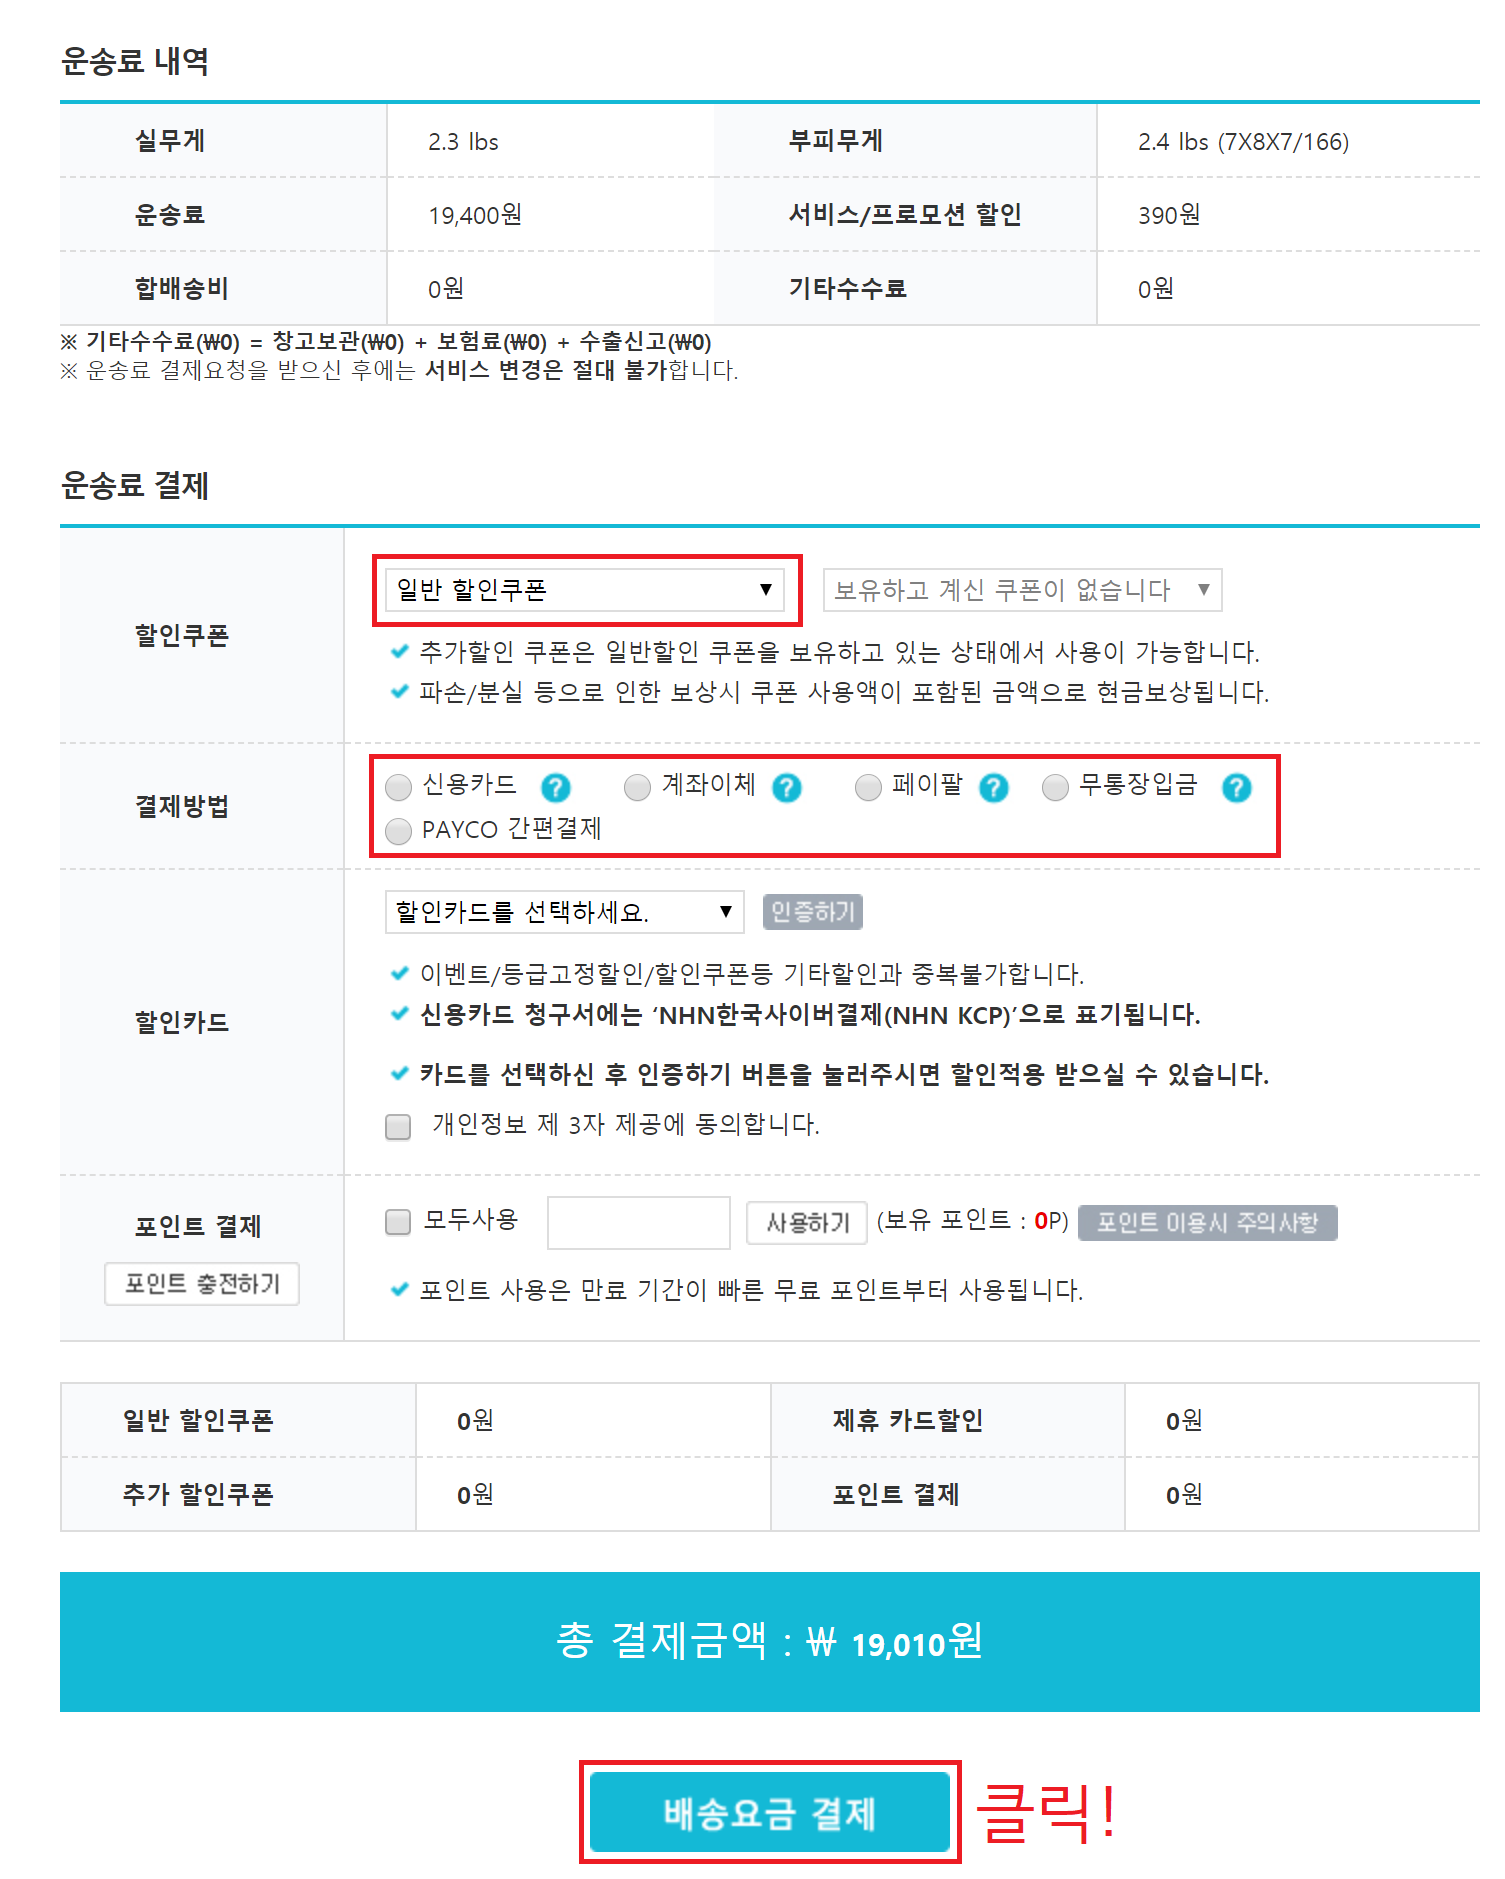 운송료 내역
실무게 2.3 lbs 부피무게 2.4 lbs (7X8X7/166)
운송료 19,400원 서비스/프로모션 할인 390원
합배송비 0원 기타수수료 0원
※ 기타수수료(₩0) = 창고보관(₩0) + 보험료(₩0) + 수출신고(₩0)
※ 운송료 결제요청을 받으신 후에는 서비스 변경은 절대 불가합니다.
운송료 결제
할인쿠폰
일반 할인쿠폰 ▼ 보유하고 계신 쿠폰이 없습니다 ▼
추가할인 쿠폰은 일반할인 쿠폰을 보유하고 있는 상태에서 사용이 가능합니다.
파손/분실 등으로 인한 보상시 쿠폰 사용액이 포함된 금액으로 현금보상됩니다.
결제방법
신용카드 ? 계좌이체 ? 페이팔 ? 무통장입금 ?
PAYCO 간편결제
할인카드
할인카드를 선택하세요. ▼ 인증하기
이벤트/등급고정할인/할인쿠폰등 기타할인과 중복불가합니다.
신용카드 청구서에는 ‘NHN한국사이버결제(NHN KCP)’으로 표기됩니다.
카드를 선택하신 후 인증하기 버튼을 눌러주시면 할인적용 받으실 수 있습니다.
개인정보 제 3자 제공에 동의합니다.
포인트 결제
포인트 충전하기
모두사용 사용하기 (보유 포인트 : 0P) 포인트 이용시 주의사항
포인트 사용은 만료 기간이 빠른 무료 포인트부터 사용됩니다.
일반 할인쿠폰 0원 제휴 카드할인 0원
추가 할인쿠폰 0원 포인트 결제 0원
총 결제금액 : ₩ 19,010원
배송요금 결제 클릭!